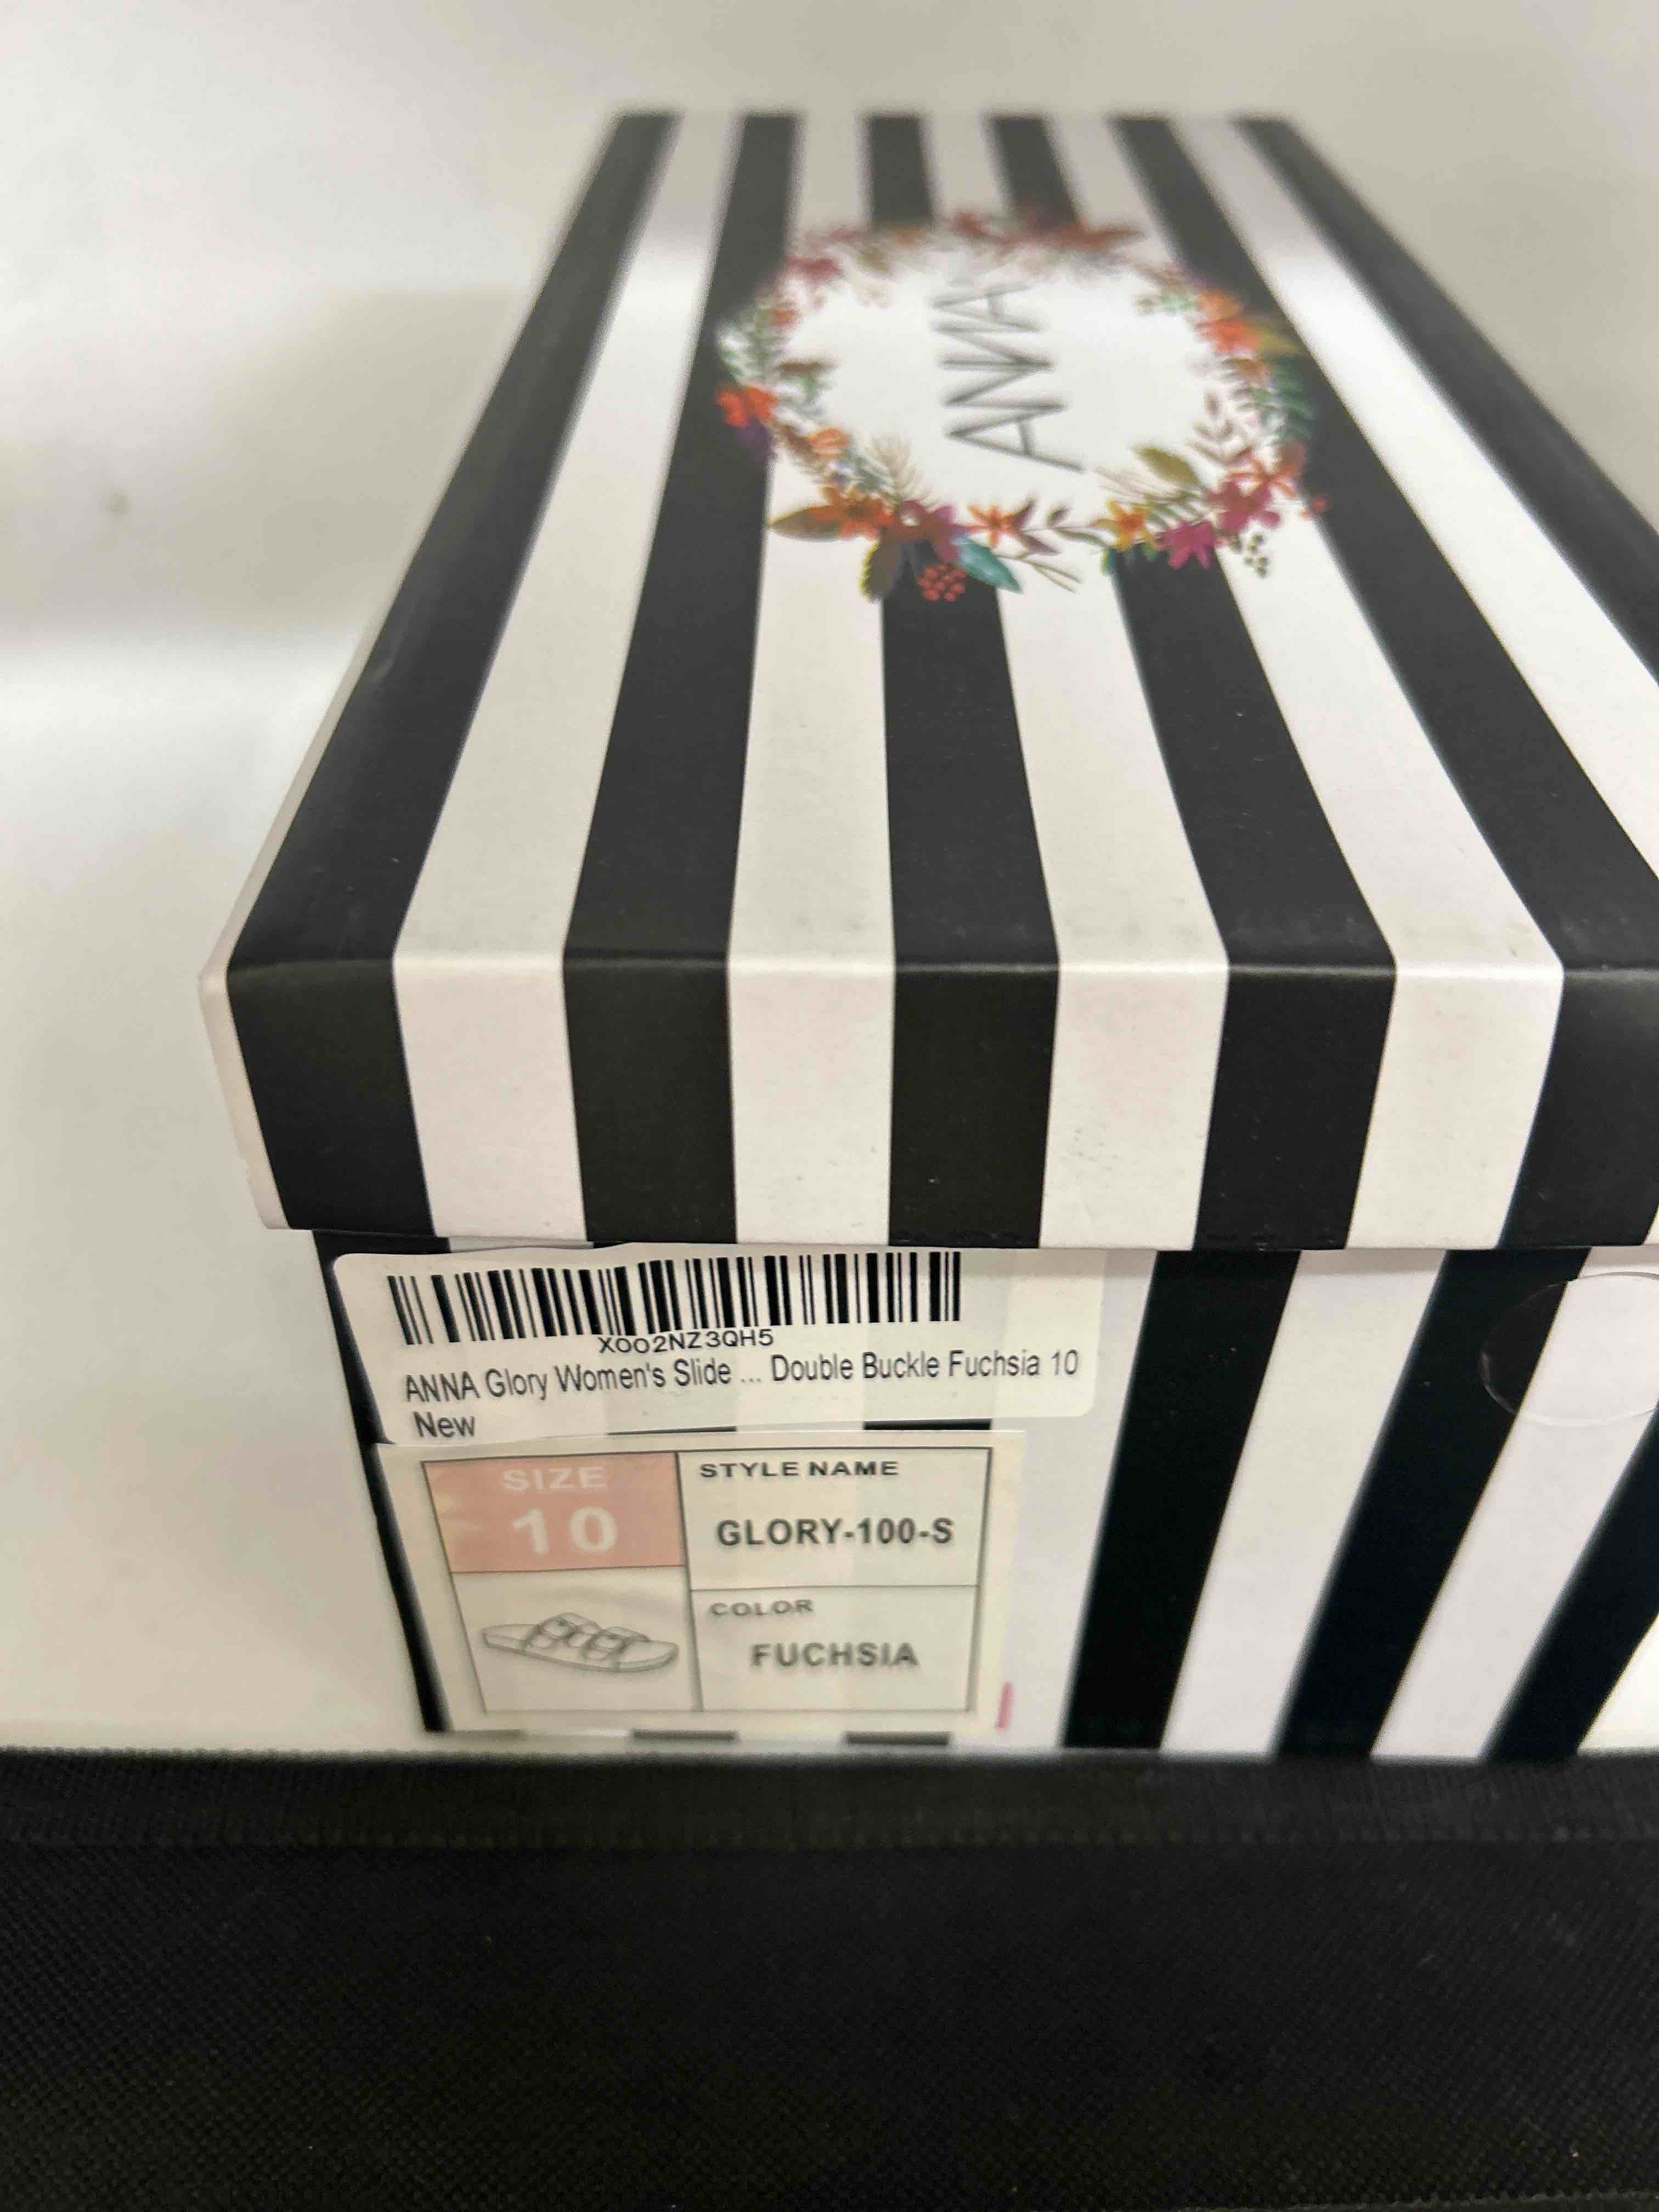 ANNA
X002NZ3QH5
ANNA Glory Women's Slide ... Double Buckle Fuchsia 10
New
SIZE
10
STYLE NAME
GLORY-100-S
COLOR
FUCHSIA